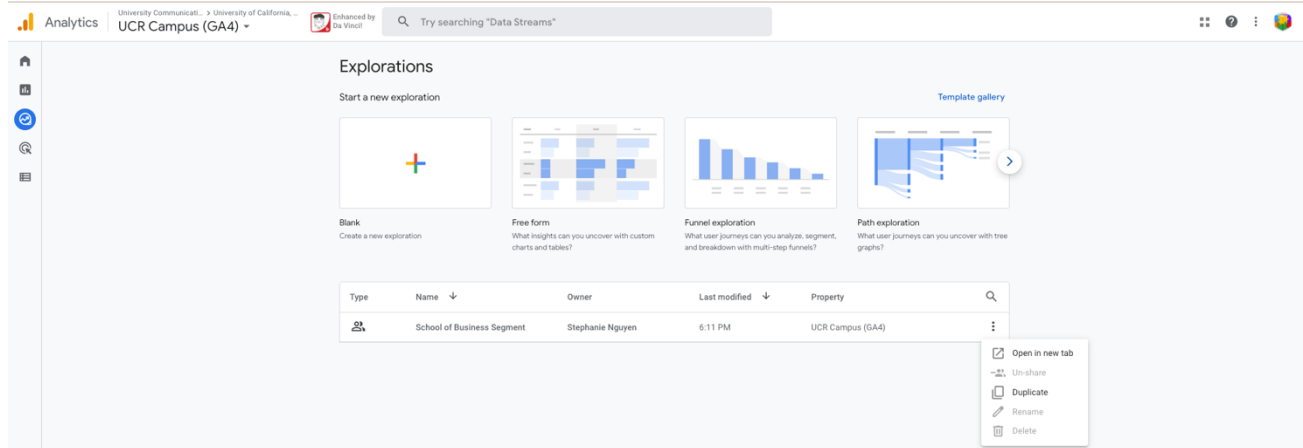 Analytics
University Communicati... > University of California, ...
UCR Campus (GA4)
Enhanced by
Da Vinci!
Try searching "Data Streams"
Explorations
Start a new exploration
Template gallery
Blank
Create a new exploration
Free form
What insights can you uncover with custom
charts and tables?
Funnel exploration
What user journeys can you analyze, segment,
and breakdown with multi-step funnels?
Path exploration
What user journeys can you uncover with tree
graphs?
Type Name Owner Last modified Property
School of Business Segment Stephanie Nguyen 6:11 PM UCR Campus (GA4)
Open in new tab
Un-share
Duplicate
Rename
Delete